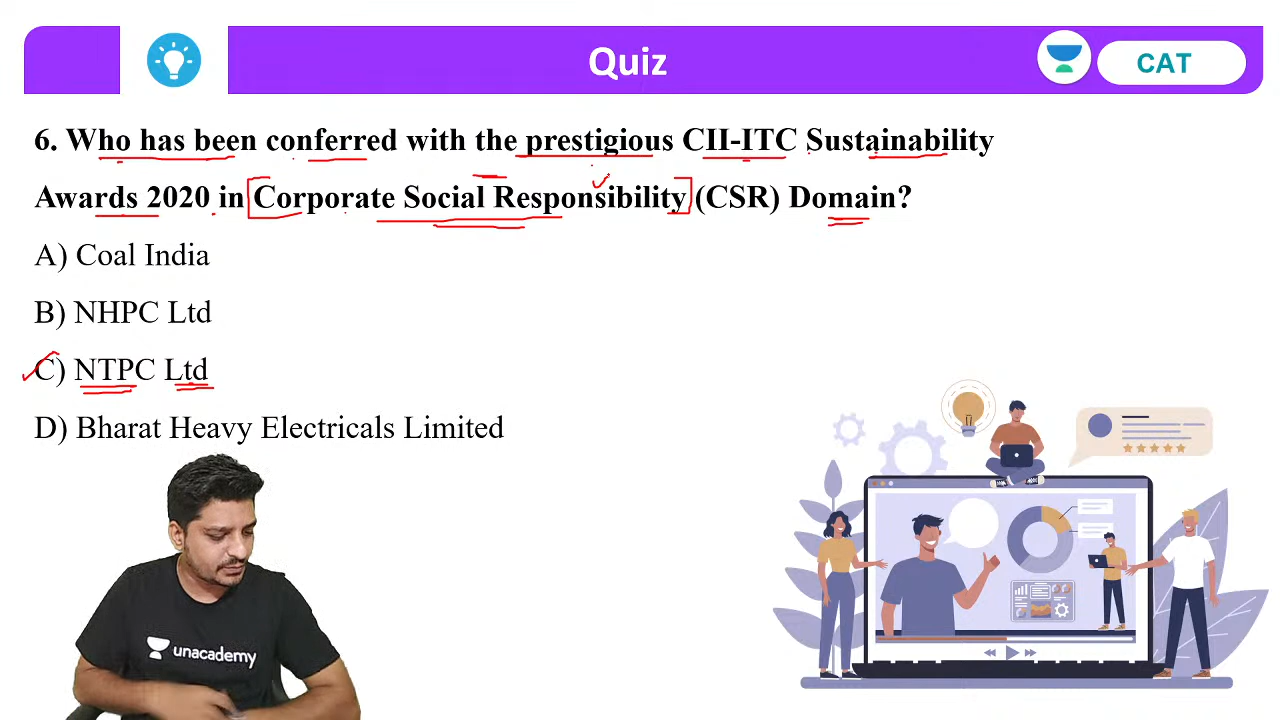 Quiz
CAT
6. Who has been conferred with the prestigious CII-ITC Sustainability
Awards 2020 in Corporate Social Responsibility (CSR) Domain?
A) Coal India
B) NHPC Ltd
C) NTPC Ltd
D) Bharat Heavy Electricals Limited
unacademy